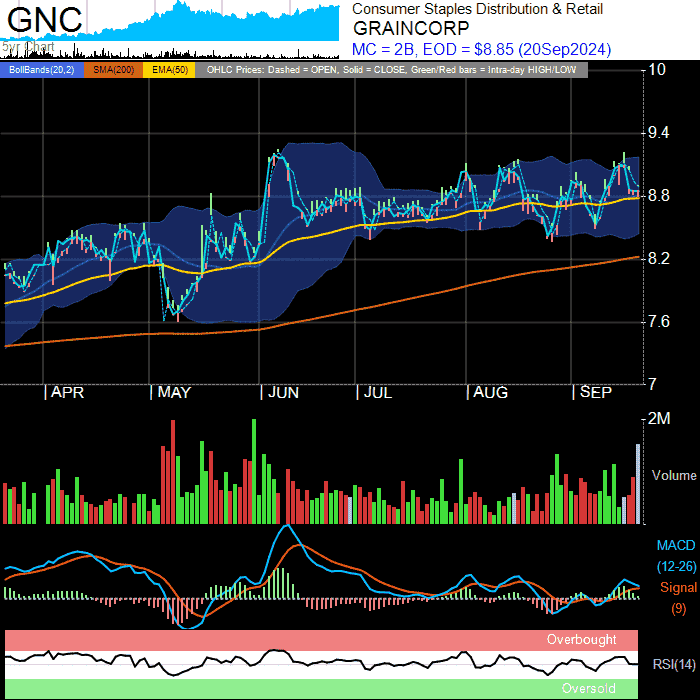 GNC
5yr Chart
Consumer Staples Distribution & Retail
GRAINCORP
MC = 2B, EOD = $8.85 (20Sep2024)
BollBands(20,2) SMA(200) EMA(50) OHLC Prices: Dashed = OPEN, Solid = CLOSE, Green/Red bars = Intra-day HIGH/LOW
10
9.4
8.8
8.2
7.6
7
| APR | MAY | JUN | JUL | AUG | SEP
2M
Volume
MACD
(12-26)
Signal
(9)
Overbought
RSI(14)
Oversold